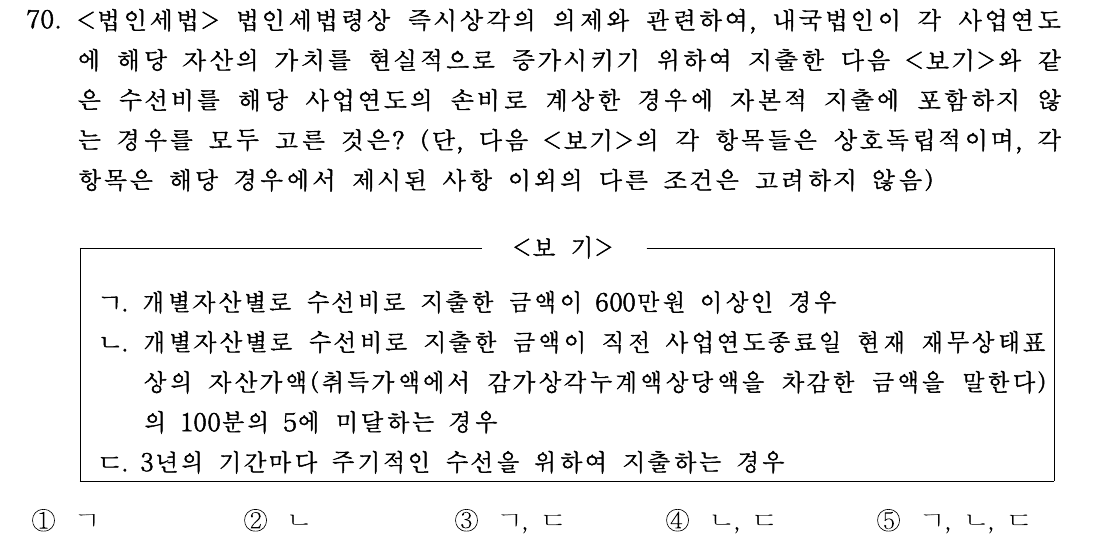 70. <법인세법> 법인세법령상 즉시상각의 의제와 관련하여, 내국법인이 각 사업연도
에 해당 자산의 가치를 현실적으로 증가시키기 위하여 지출한 다음 <보기>와 같
은 수선비를 해당 사업연도의 손비로 계상한 경우에 자본적 지출에 포함하지 않
는 경우를 모두 고른 것은? (단, 다음 <보기>의 각 항목들은 상호독립적이며, 각
항목은 해당 경우에서 제시된 사항 이외의 다른 조건은 고려하지 않음)
<보 기>
ㄱ. 개별자산별로 수선비로 지출한 금액이 600만원 이상인 경우
ㄴ. 개별자산별로 수선비로 지출한 금액이 직전 사업연도종료일 현재 재무상태표
상의 자산가액(취득가액에서 감가상각누계액상당액을 차감한 금액을 말한다)
의 100분의 5에 미달하는 경우
ㄷ. 3년의 기간마다 주기적인 수선을 위하여 지출하는 경우
① ㄱ ② ㄴ ③ ㄱ, ㄷ ④ ㄴ, ㄷ ⑤ ㄱ, ㄴ, ㄷ